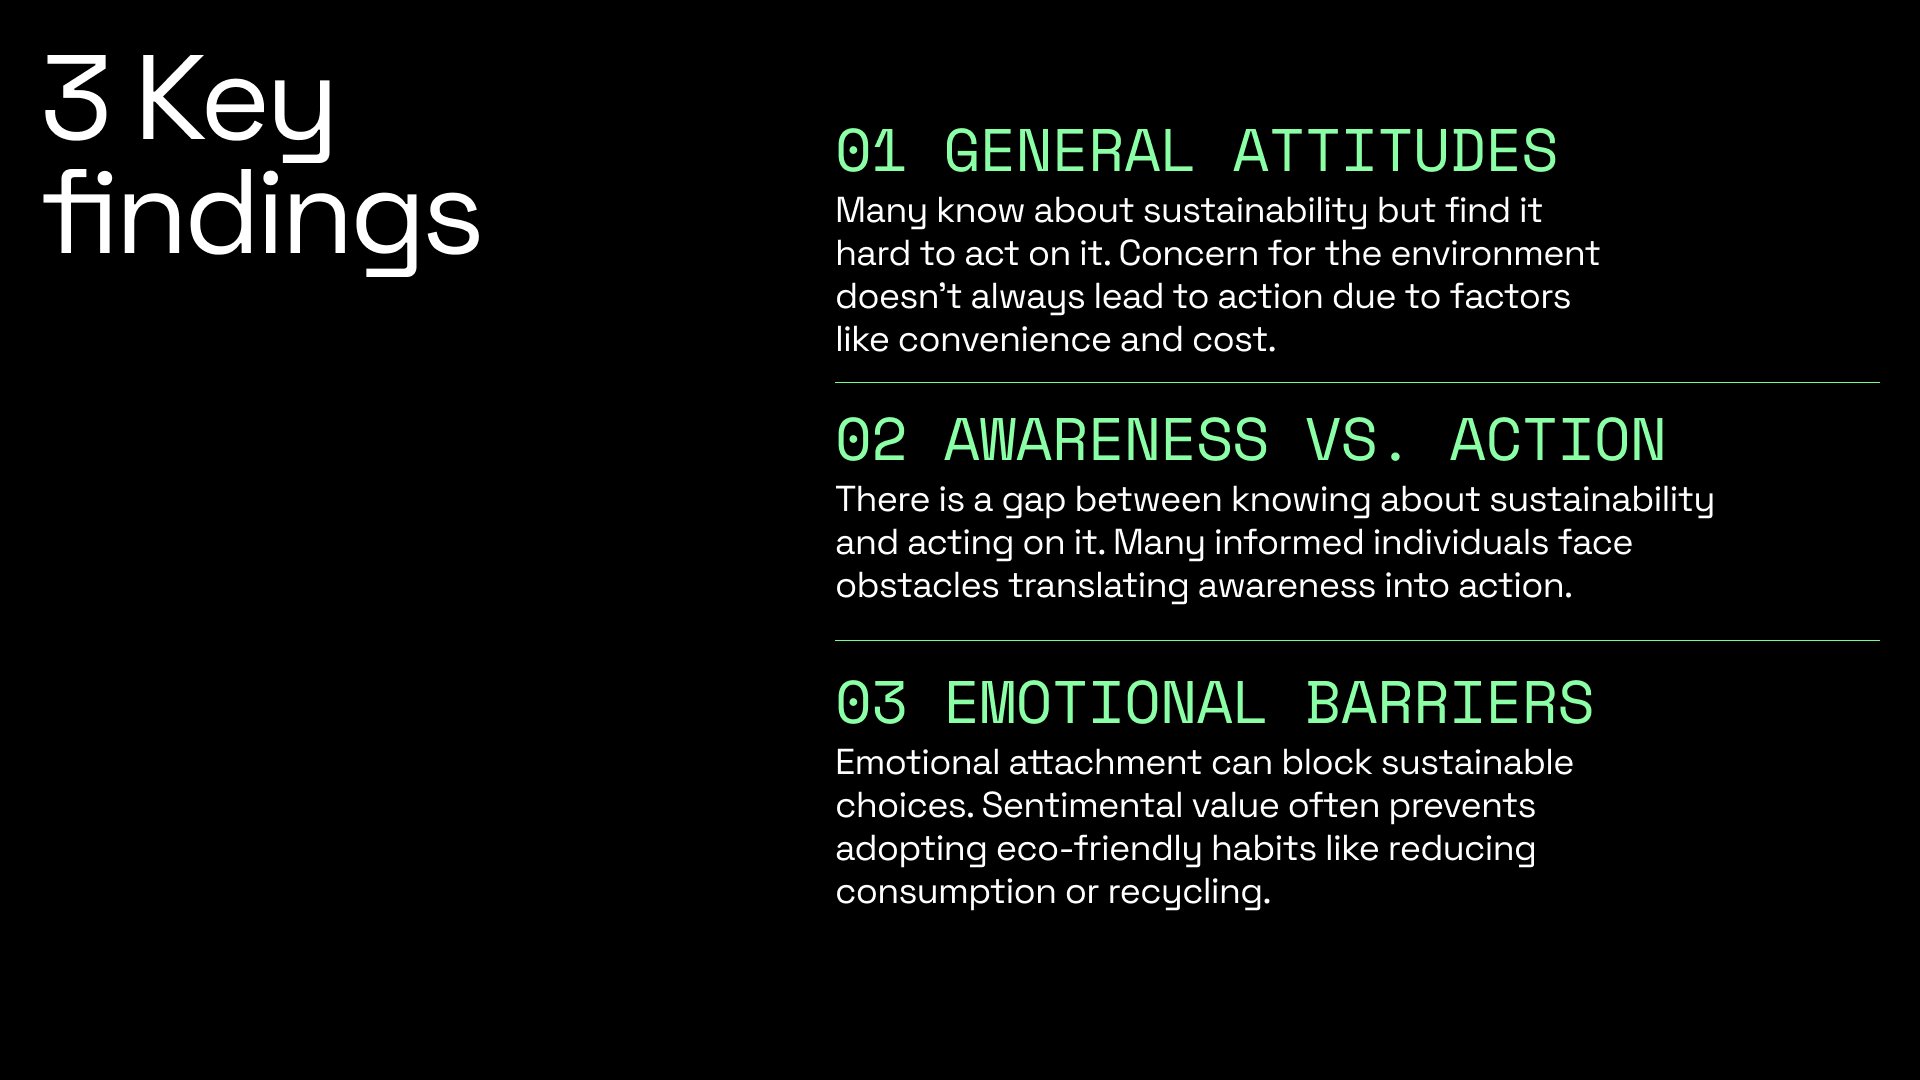 3 Key
findings
01 GENERAL ATTITUDES
Many know about sustainability but find it
hard to act on it. Concern for the environment
doesn’t always lead to action due to factors
like convenience and cost.
02 AWARENESS VS. ACTION
There is a gap between knowing about sustainability
and acting on it. Many informed individuals face
obstacles translating awareness into action.
03 EMOTIONAL BARRIERS
Emotional attachment can block sustainable
choices. Sentimental value often prevents
adopting eco-friendly habits like reducing
consumption or recycling.